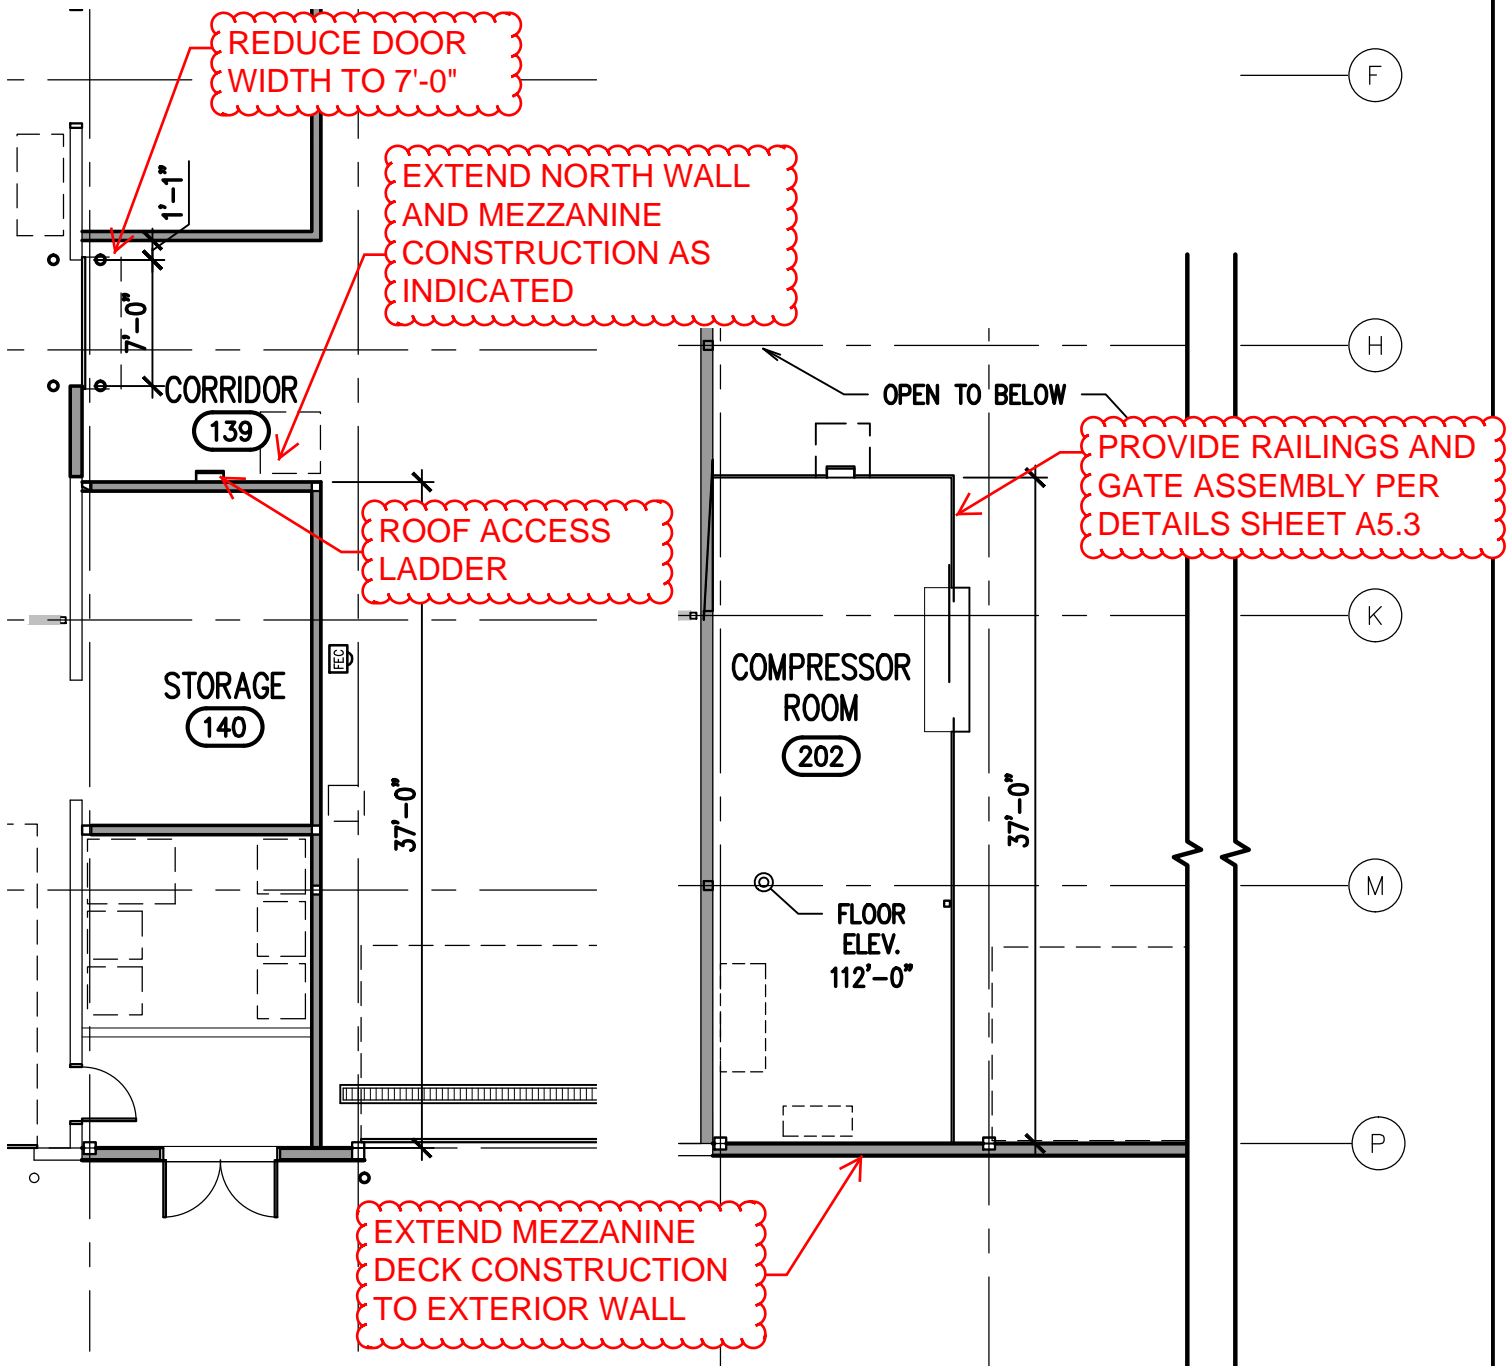 REDUCE DOOR
WIDTH TO 7'-0"
F
EXTEND NORTH WALL
AND MEZZANINE
CONSTRUCTION AS
INDICATED
1'-1"
7'-0"
H
CORRIDOR
139
OPEN TO BELOW
PROVIDE RAILINGS AND
GATE ASSEMBLY PER
DETAILS SHEET A5.3
ROOF ACCESS
LADDER
K
FEC
STORAGE
140
COMPRESSOR
ROOM
202
37'-0"
37'-0"
M
FLOOR
ELEV.
112'-0"
P
EXTEND MEZZANINE
DECK CONSTRUCTION
TO EXTERIOR WALL